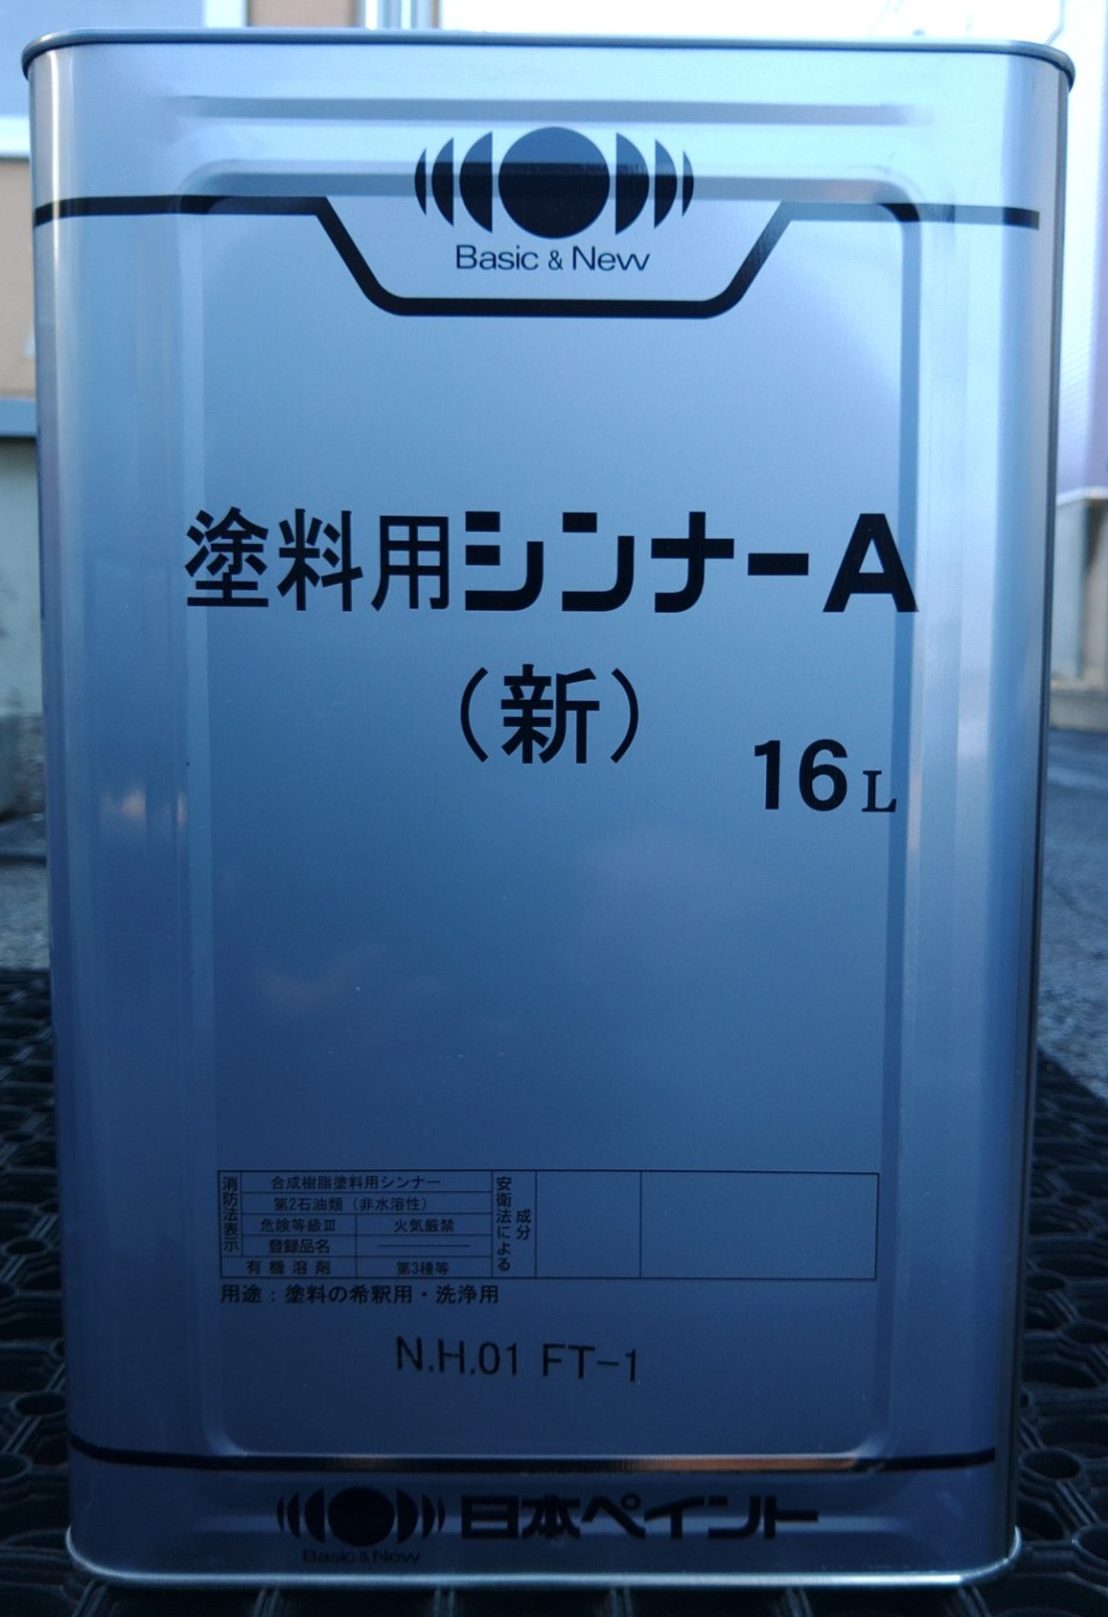 Basic & New
塗料用シンナーA
（新）
16L
消防法表示
合成樹脂塗料用シンナー
第2石油類（非水溶性）
危険等級Ⅲ 火気厳禁
登録品名
有機溶剤 第3種等
安衛法による
成分
用途：塗料の希釈用・洗浄用
N.H.01 FT-1
日本ペイント
Basic & New